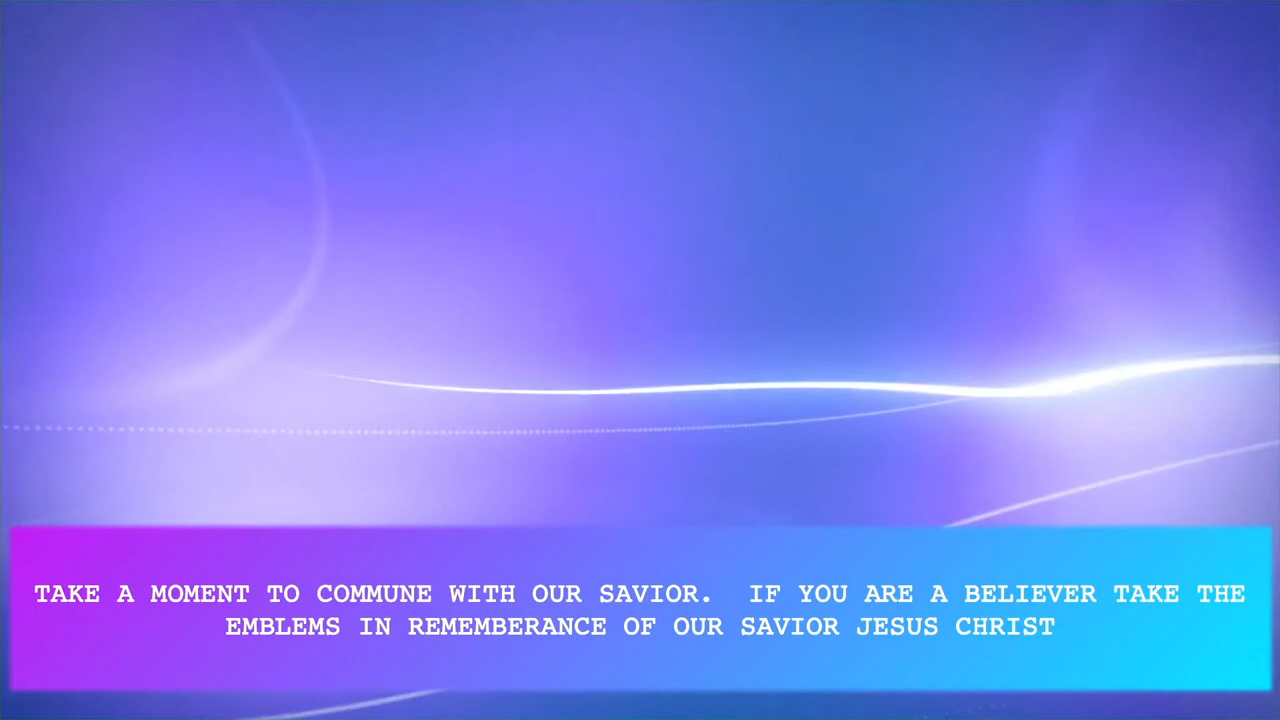 TAKE A MOMENT TO COMMUNE WITH OUR SAVIOR.  IF YOU ARE A BELIEVER TAKE THE
EMBLEMS IN REMEMBERANCE OF OUR SAVIOR JESUS CHRIST